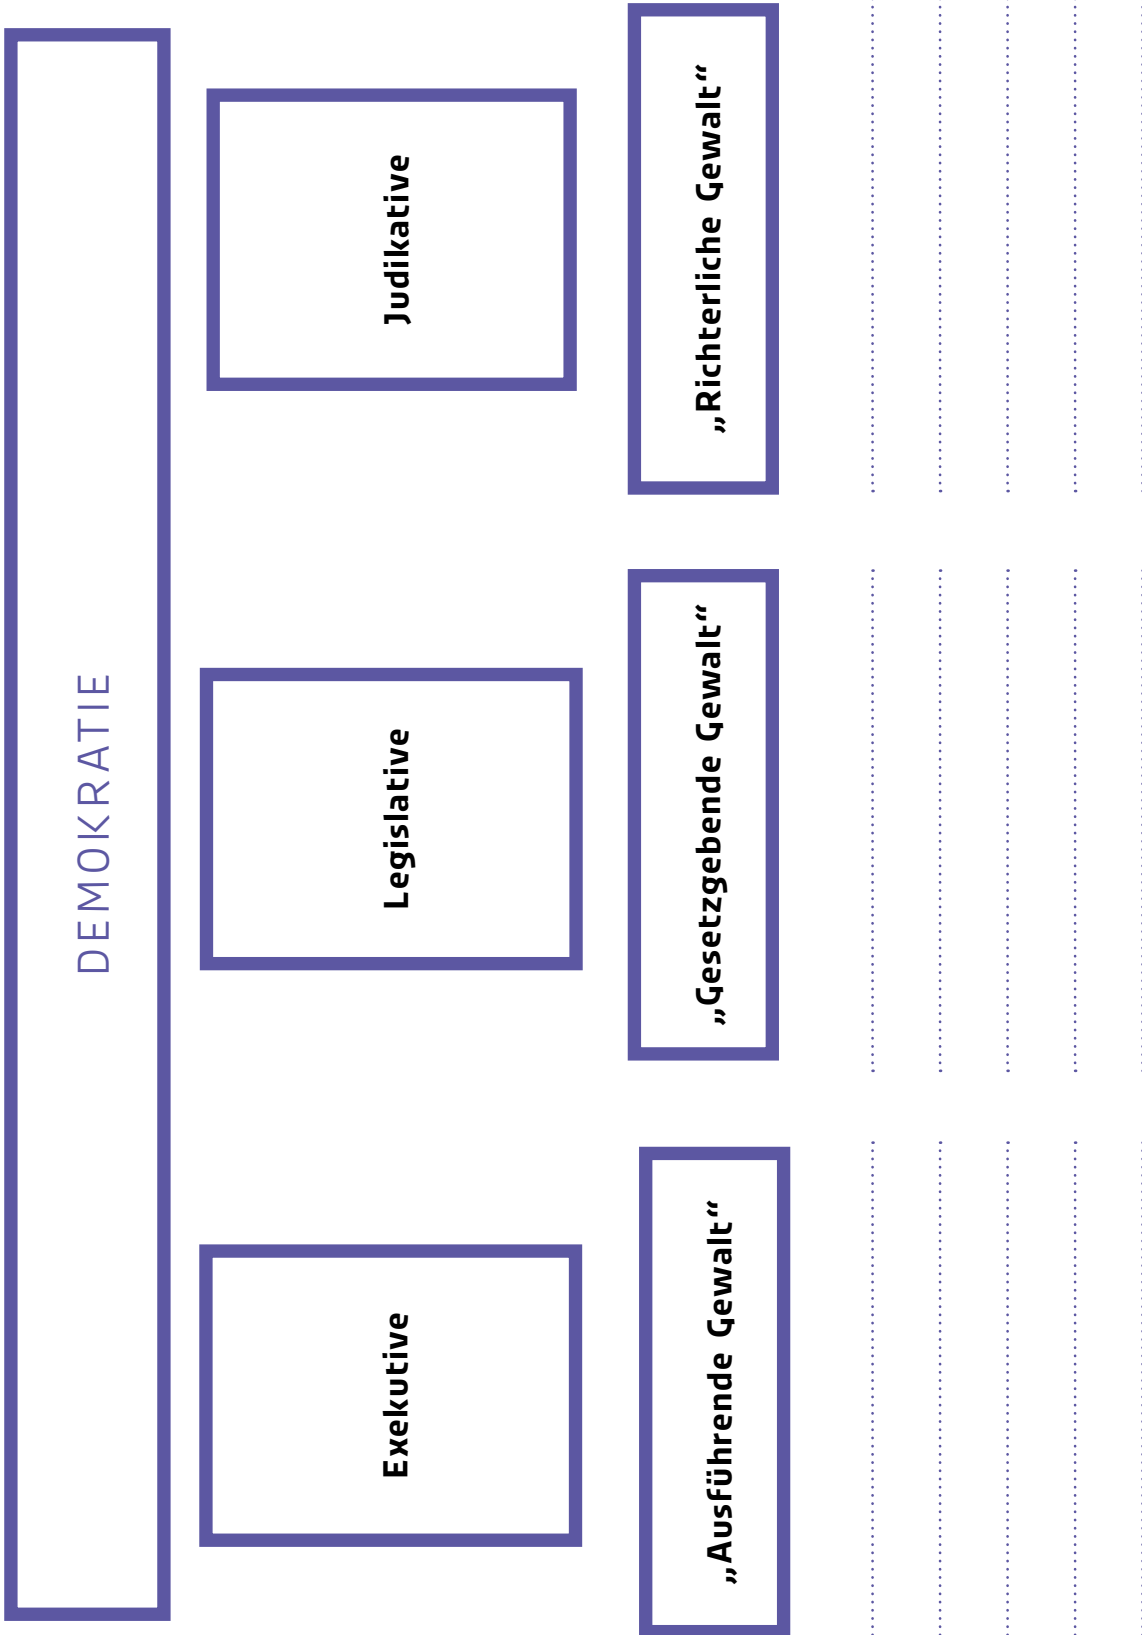 DEMOKRATIE
Exekutive
Legislative
Judikative
„Ausführende Gewalt“
„Gesetzgebende Gewalt“
„Richterliche Gewalt“